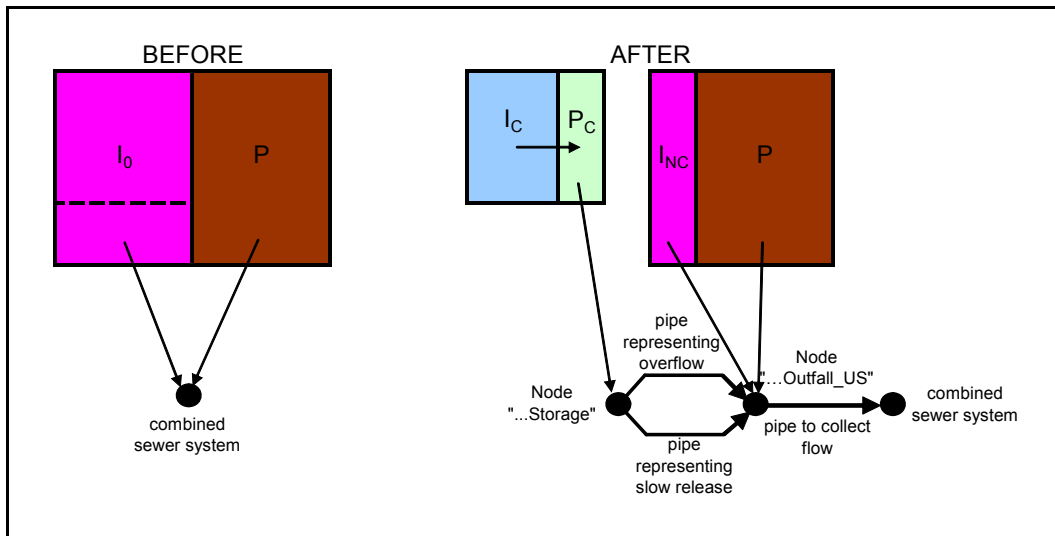 BEFORE
I0
P
combined
sewer system
AFTER
IC
PC
INC
P
pipe
representing
overflow
Node
"...Storage"
pipe
representing
slow release
Node
"...Outfall_US"
pipe to collect
flow
combined
sewer system